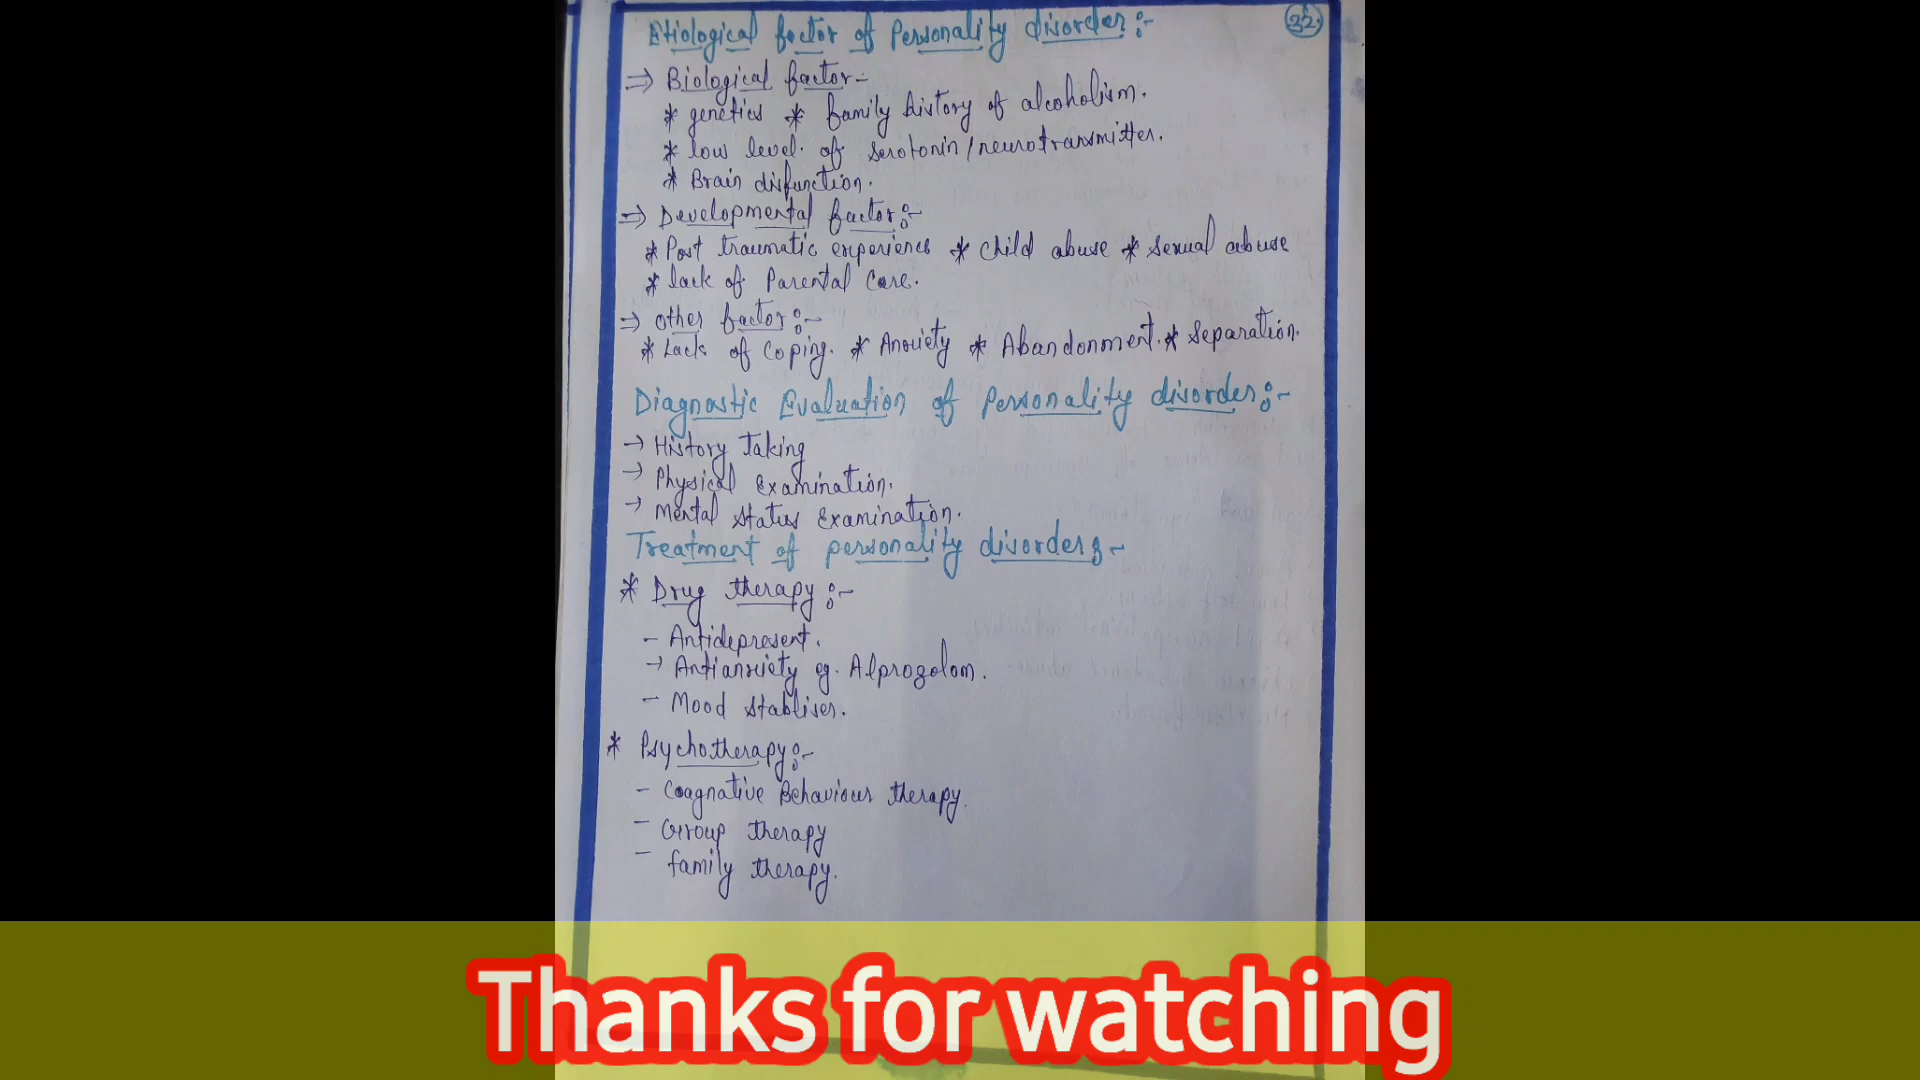 Etiological factor of Personality disorder :-
32
⇒ Biological factor -
* genetics * family history of alcoholism.
* low level of serotonin/neurotransmitter.
* Brain disfunction.
⇒ Developmental factor :-
* Post traumatic experience * child abuse * sexual abuse
* lack of Parental Care.
⇒ other factor :-
* Lack of coping. * Anxiety * Abandonment. * Separation.
Diagnostic Evaluation of Personality disorder :-
→ History Taking
→ Physical Examination.
→ Mental status Examination.
Treatment of personality disorder :-
* Drug therapy :-
- Antidepresent.
→ Antianxiety eg. Alprozolom.
- Mood stabliser.
* Psychotherapy :-
- Coagnative Behaviour therapy.
- Group therapy
- family therapy.
Thanks for watching